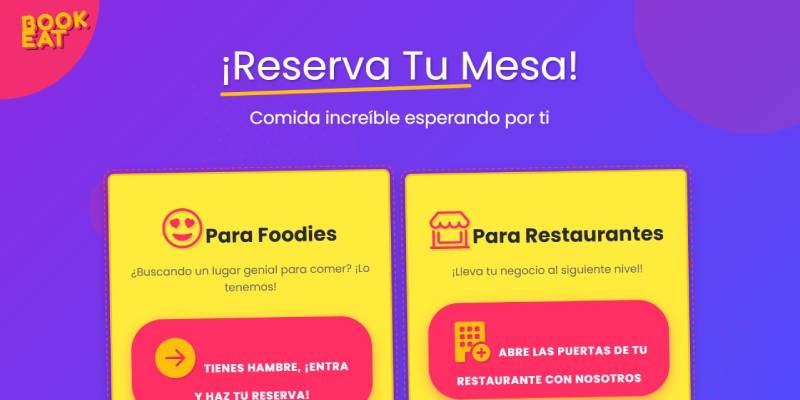 BOOK
EAT
¡Reserva Tu Mesa!
Comida increíble esperando por ti
Para Foodies
¿Buscando un lugar genial para comer? ¡Lo
tenemos!
TIENES HAMBRE, ¡ENTRA
Y HAZ TU RESERVA!
Para Restaurantes
¡Lleva tu negocio al siguiente nivel!
ABRE LAS PUERTAS DE TU
RESTAURANTE CON NOSOTROS